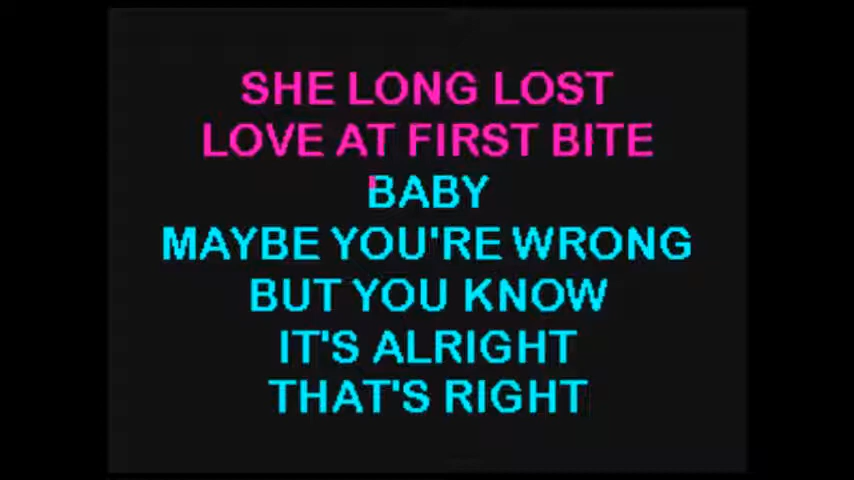 SHE LONG LOST
LOVE AT FIRST BITE
BABY
MAYBE YOU'RE WRONG
BUT YOU KNOW
IT'S ALRIGHT
THAT'S RIGHT